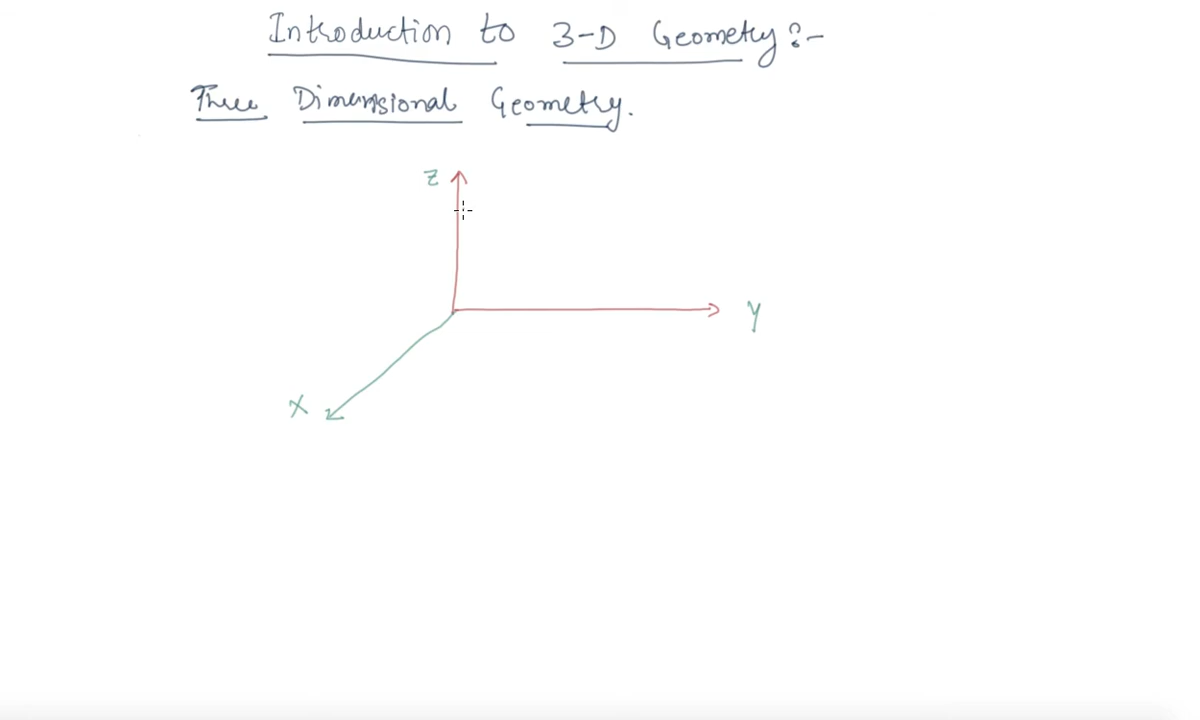 Introduction to 3-D Geometry :-
Three Dimensional Geometry.
Z
Y
X